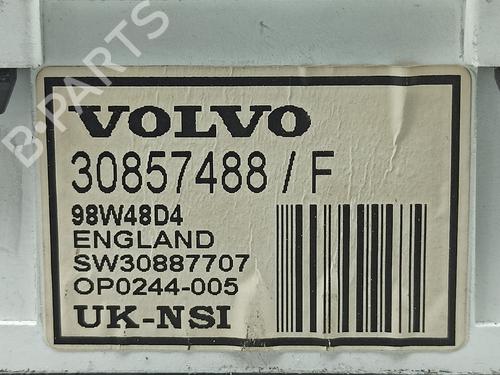 B-PARTS
VOLVO
30857488 / F
98W48D4
ENGLAND
SW30887707
OP0244-005
UK-NSI